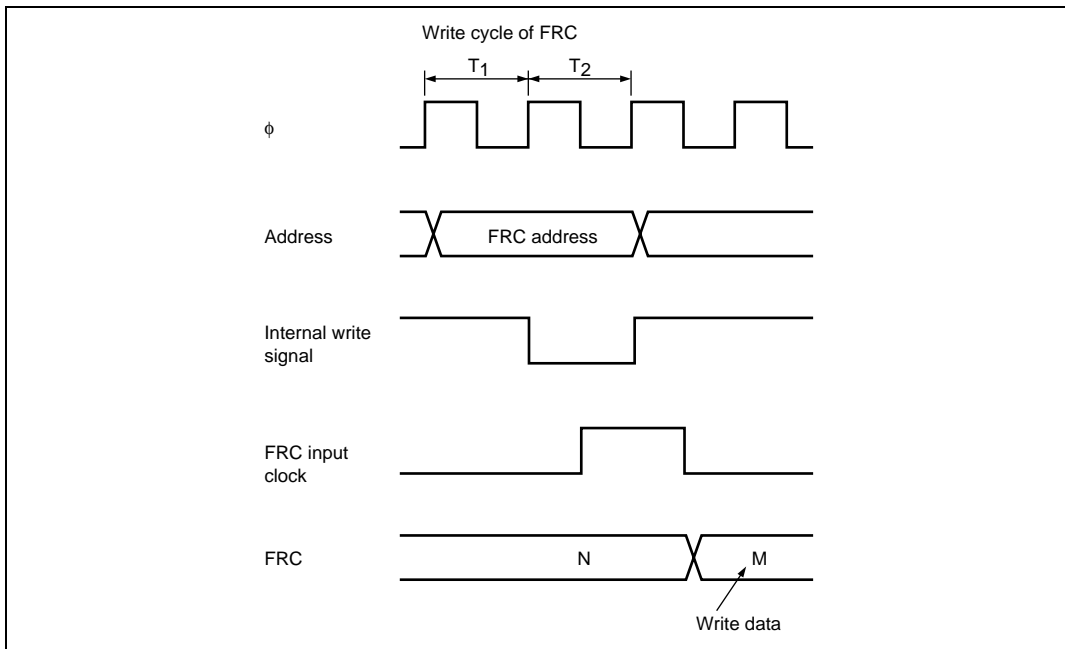 Write cycle of FRC
T1 T2
ϕ
Address
FRC address
Internal write
signal
FRC input
clock
FRC
N
M
Write data